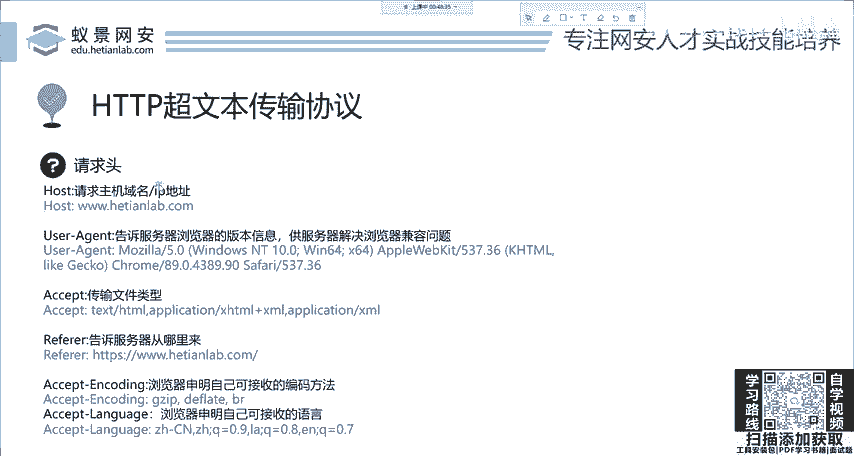 上课中 00:48:35
蚁景网安
edu.hetianlab.com
专注网安人才实战技能培养
HTTP超文本传输协议
? 请求头
Host:请求主机域名/ip地址
Host: www.hetianlab.com
User-Agent:告诉服务器浏览器的版本信息，供服务器解决浏览器兼容问题
User-Agent: Mozilla/5.0 (Windows NT 10.0; Win64; x64) AppleWebKit/537.36 (KHTML,
like Gecko) Chrome/89.0.4389.90 Safari/537.36
Accept:传输文件类型
Accept: text/html,application/xhtml+xml,application/xml
Referer:告诉服务器从哪里来
Referer: https://www.hetianlab.com/
Accept-Encoding:浏览器申明自己可接收的编码方法
Accept-Encoding: gzip, deflate, br
Accept-Language：浏览器申明自己可接收的语言
Accept-Language: zh-CN,zh;q=0.9,la;q=0.8,en;q=0.7
学习路线
自学视频
扫描添加获取
工具安装包|PDF学习书籍|面试题